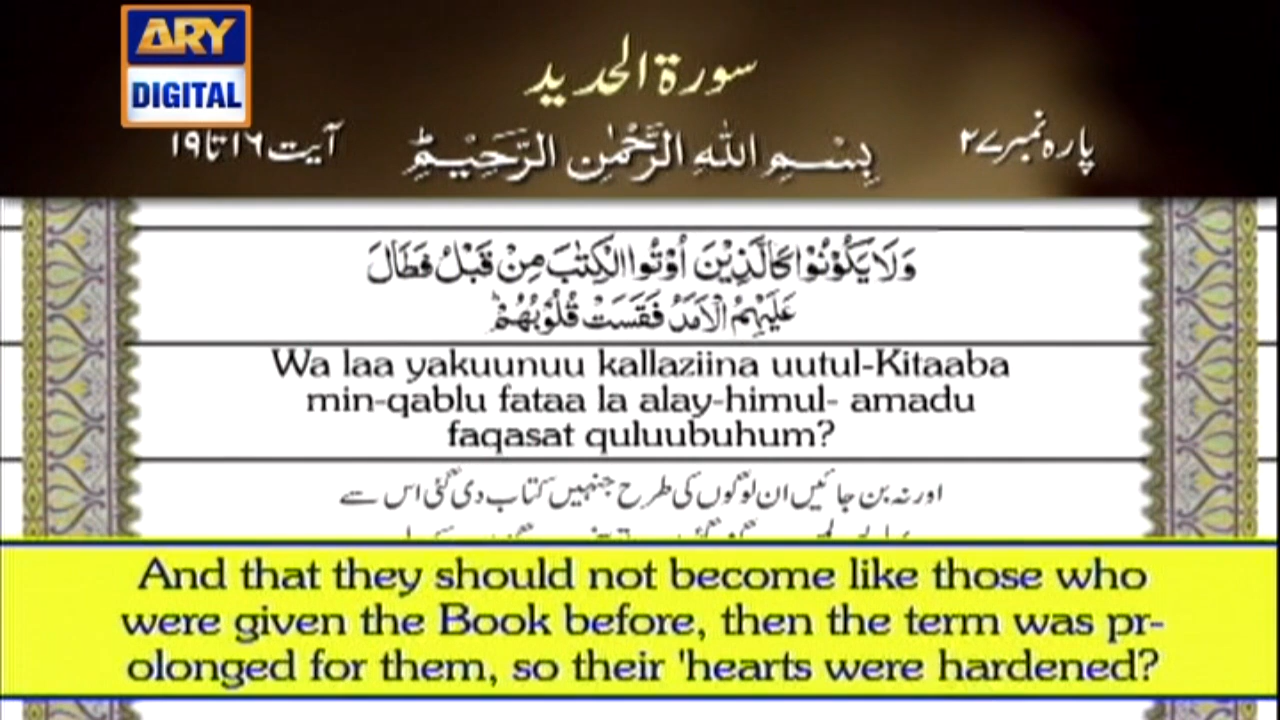 ARY
DIGITAL
سورۃ الحدید
پارہ نمبر ۲۷
بِسْمِ اللهِ الرَّحْمٰنِ الرَّحِيْمِ
آیت ۱۶ تا ۱۹
وَلَا يَكُوْنُوْا كَالَّذِيْنَ اُوْتُوا الْكِتٰبَ مِنْ قَبْلُ فَطَالَ
عَلَيْهِمُ الْاَمَدُ فَقَسَتْ قُلُوْبُهُمْ ؕ
Wa laa yakuunuu kallaziina uutul-Kitaaba
min-qablu fataa la alay-himul- amadu
faqasat quluubuhum?
اور نہ بن جائیں ان لوگوں کی طرح جنہیں کتاب دی گئی اس سے
And that they should not become like those who
were given the Book before, then the term was pr-
olonged for them, so their 'hearts were hardened?